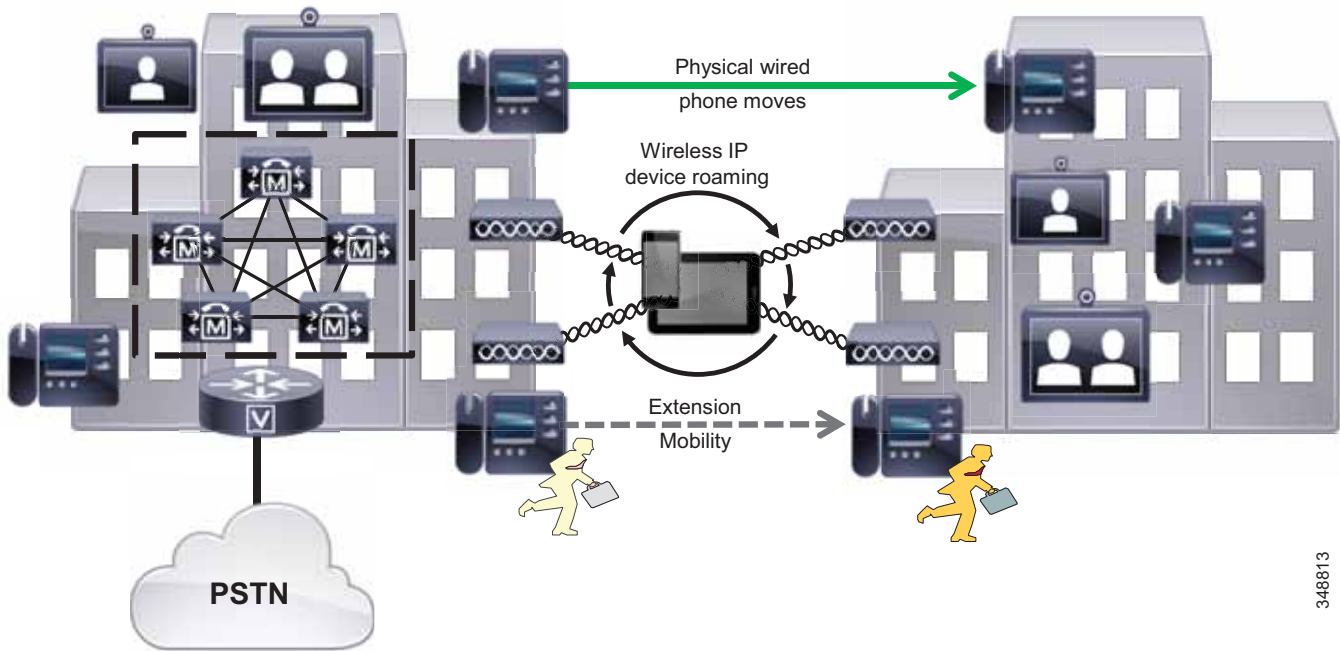 Physical wired
phone moves
Wireless IP
device roaming
M
M
M
M
M
V
Extension
Mobility
PSTN
348813